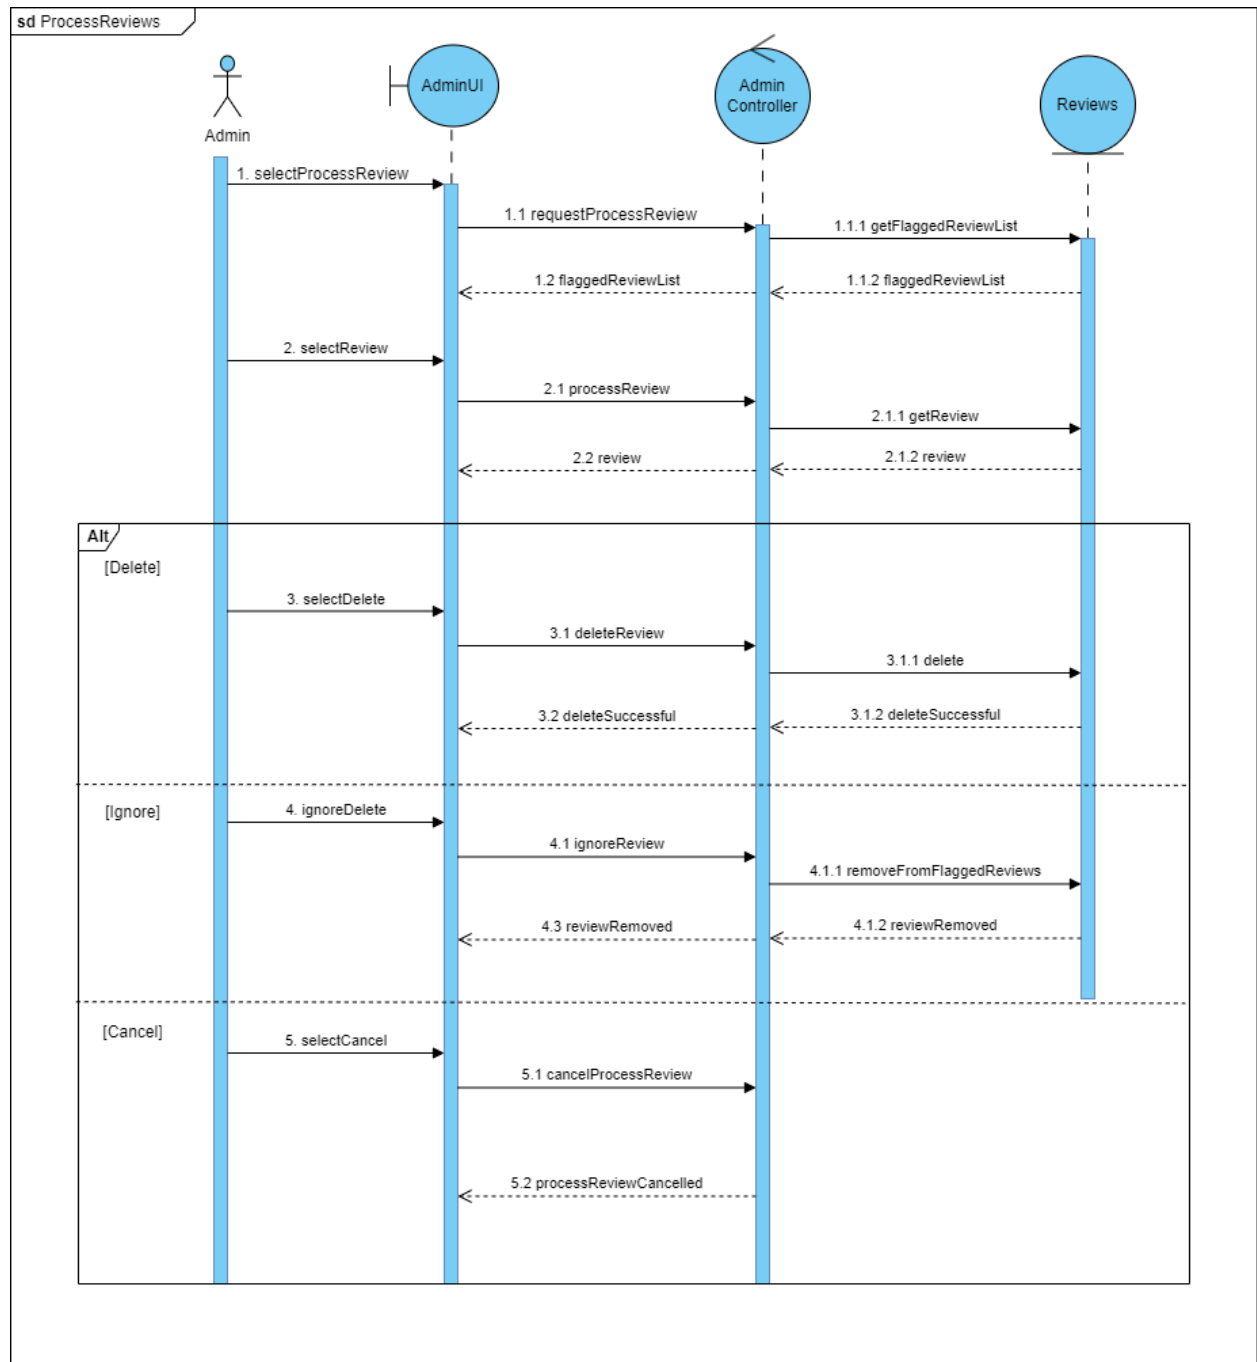 sd ProcessReviews
AdminUI
Admin
Controller
Reviews
Admin
1. selectProcessReview
1.1 requestProcessReview
1.1.1 getFlaggedReviewList
1.2 flaggedReviewList
1.1.2 flaggedReviewList
2. selectReview
2.1 processReview
2.1.1 getReview
2.2 review
2.1.2 review
Alt
[Delete]
3. selectDelete
3.1 deleteReview
3.1.1 delete
3.2 deleteSuccessful
3.1.2 deleteSuccessful
[Ignore]
4. ignoreDelete
4.1 ignoreReview
4.1.1 removeFromFlaggedReviews
4.3 reviewRemoved
4.1.2 reviewRemoved
[Cancel]
5. selectCancel
5.1 cancelProcessReview
5.2 processReviewCancelled